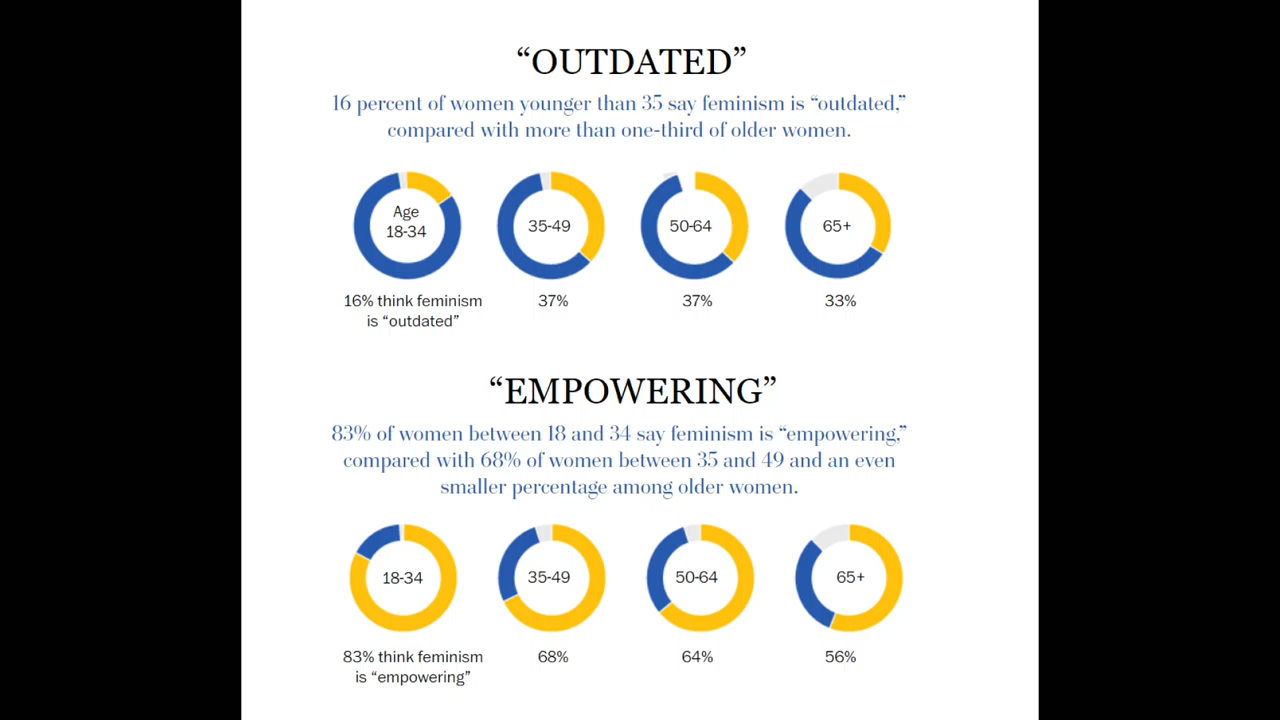 “OUTDATED”
16 percent of women younger than 35 say feminism is “outdated,”
compared with more than one-third of older women.
Age
18-34
35-49
50-64
65+
16% think feminism
is “outdated”
37%
37%
33%
“EMPOWERING”
83% of women between 18 and 34 say feminism is “empowering,”
compared with 68% of women between 35 and 49 and an even
smaller percentage among older women.
18-34
35-49
50-64
65+
83% think feminism
is “empowering”
68%
64%
56%